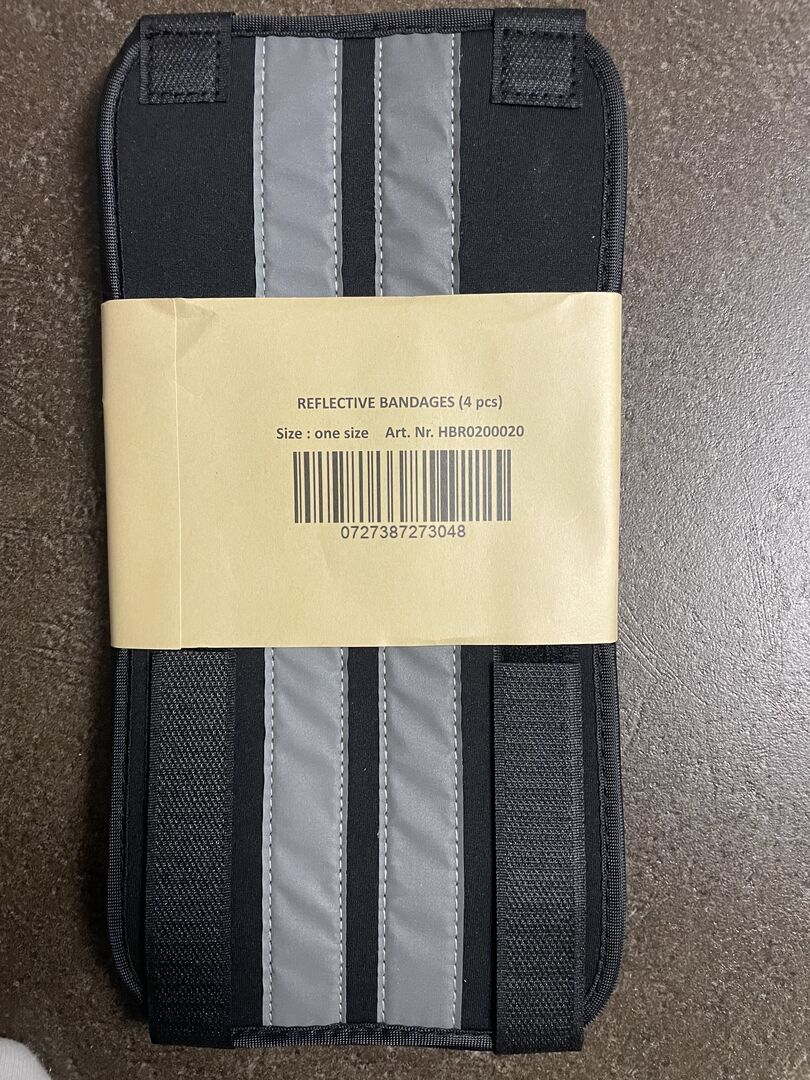 REFLECTIVE BANDAGES (4 pcs)
Size : one size Art. Nr. HBR0200020
0727387273048